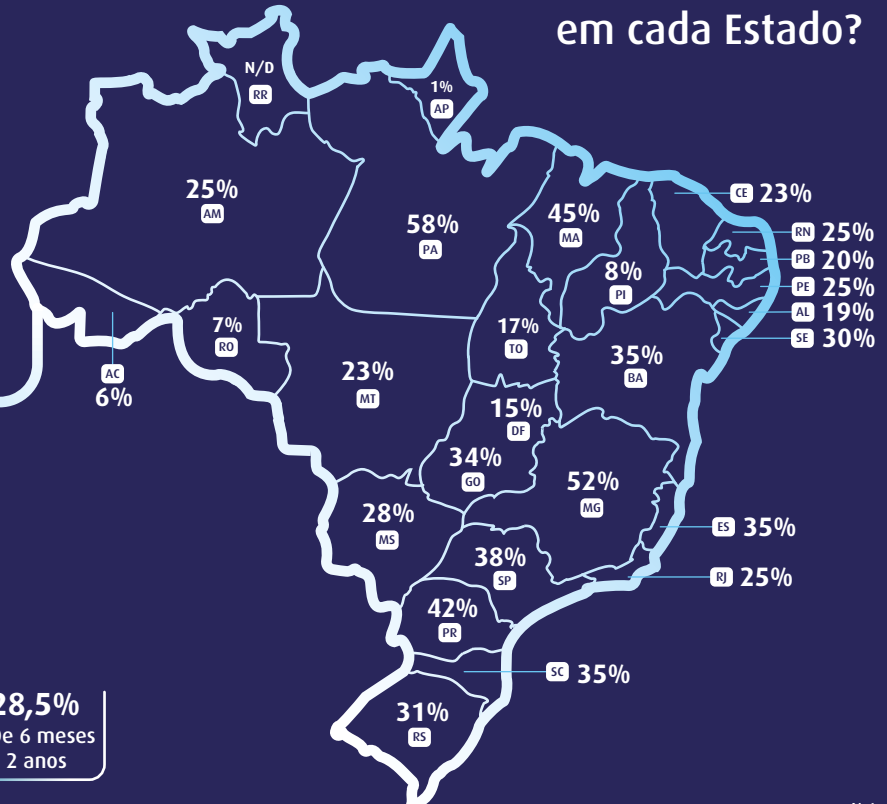 em cada Estado?
N/D
RR
1%
AP
25%
AM
58%
PA
45%
MA
CE 23%
RN 25%
PB 20%
PE 25%
AL 19%
SE 30%
8%
PI
7%
RO
17%
TO
35%
BA
AC
6%
23%
MT
15%
DF
34%
GO
52%
MG
28%
MS
ES 35%
38%
SP
RJ 25%
42%
PR
SC 35%
31%
RS
28,5%
de 6 meses
2 anos